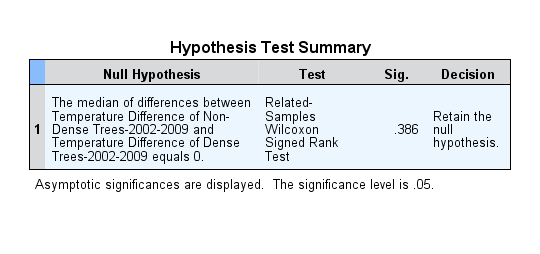 Hypothesis Test Summary
Null Hypothesis Test Sig. Decision
1 The median of differences between Temperature Difference of Non-Dense Trees-2002-2009 and Temperature Difference of Dense Trees-2002-2009 equals 0. Related-Samples Wilcoxon Signed Rank Test .386 Retain the null hypothesis.
Asymptotic significances are displayed. The significance level is .05.